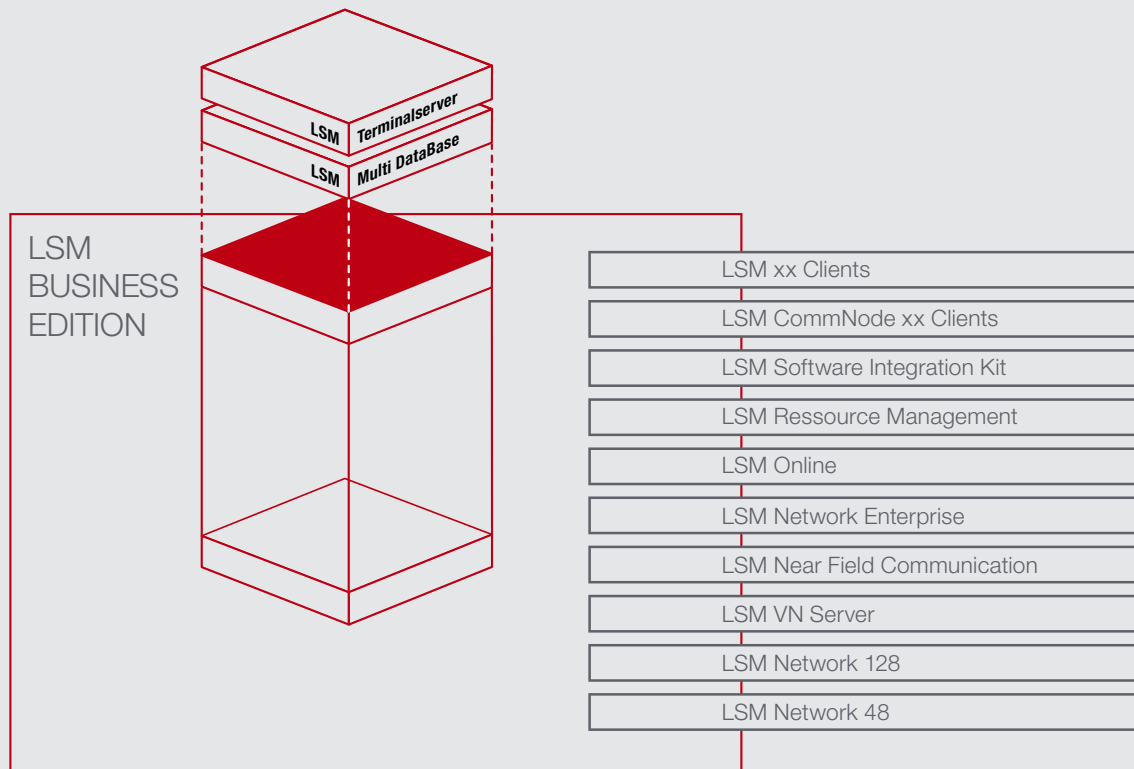 LSM Terminalserver
LSM Multi DataBase
LSM
BUSINESS
EDITION
LSM xx Clients
LSM CommNode xx Clients
LSM Software Integration Kit
LSM Ressource Management
LSM Online
LSM Network Enterprise
LSM Near Field Communication
LSM VN Server
LSM Network 128
LSM Network 48